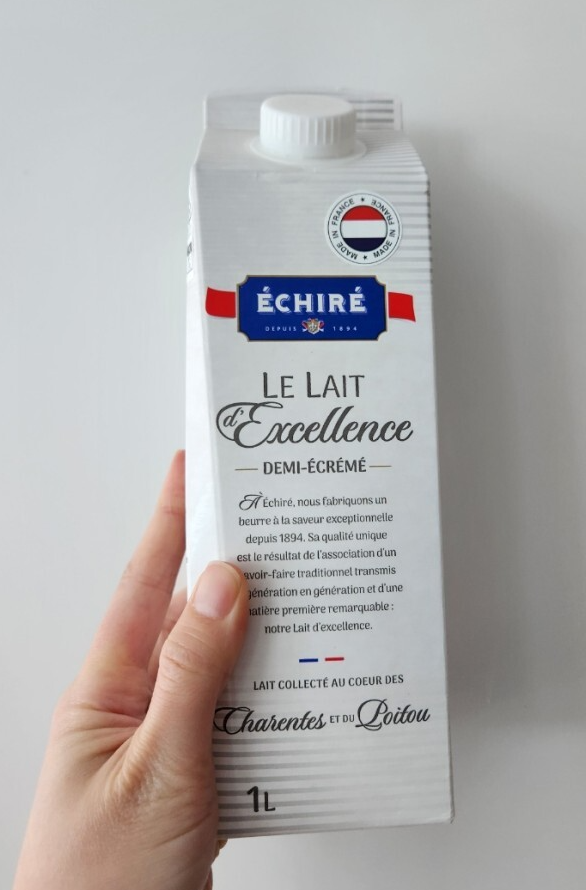 MADE IN FRANCE ★ MADE IN FRANCE ★
ÉCHIRÉ
DEPUIS 1894
LE LAIT
d'Excellence
DEMI-ÉCRÉMÉ
À Échiré, nous fabriquons un
beurre à la saveur exceptionnelle
depuis 1894. Sa qualité unique
est le résultat de l'association d'un
traditionnel transmis
génération en génération et d'une
première remarquable :
notre Lait d'excellence.
LAIT COLLECTÉ AU COEUR DES
Charentes ET DU Poitou
1L